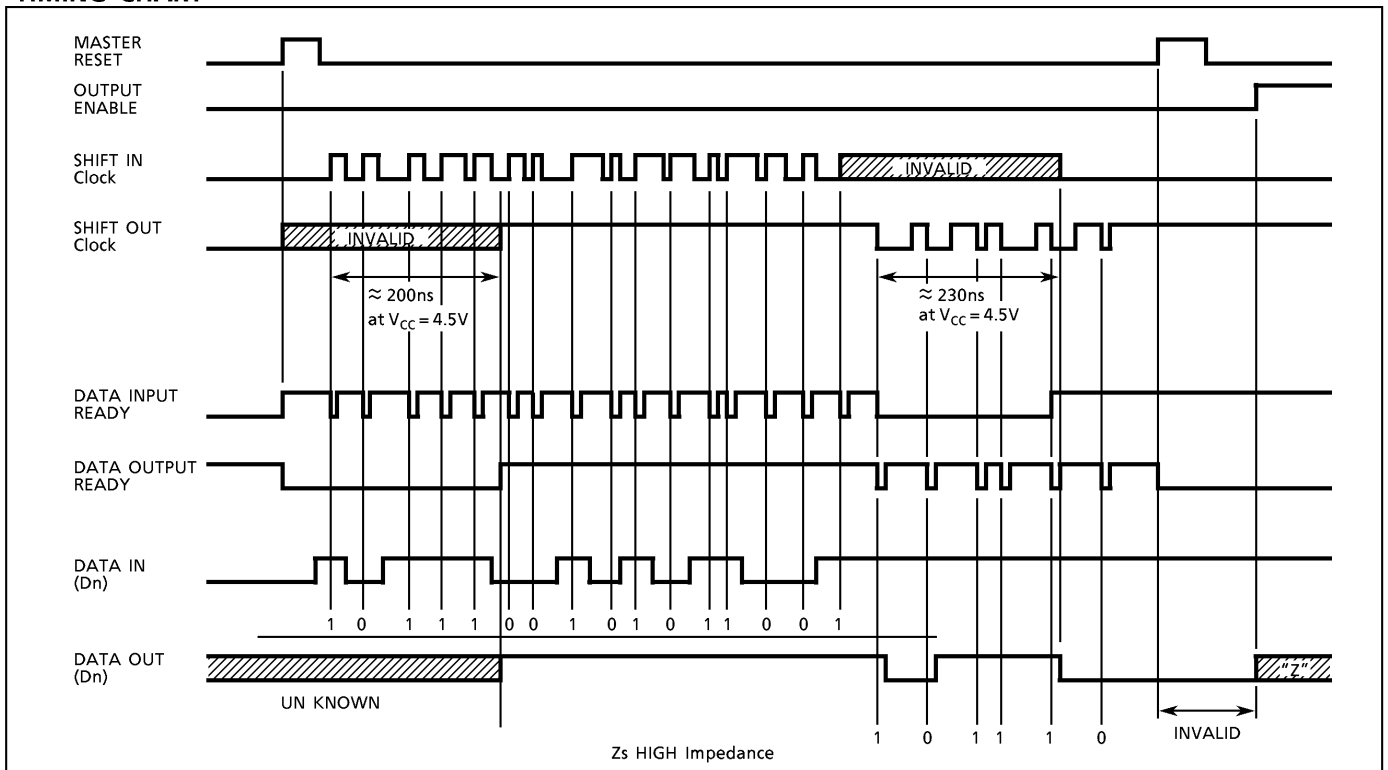 TIMING CHART
MASTER
RESET
OUTPUT
ENABLE
SHIFT IN
Clock
INVALID
SHIFT OUT
Clock
INVALID
≈ 200ns
at VCC = 4.5V
≈ 230ns
at VCC = 4.5V
DATA INPUT
READY
DATA OUTPUT
READY
DATA IN
(Dn)
1 0 1 1 1 0 0 1 0 1 0 1 1 0 0 1
DATA OUT
(Dn)
"Z"
UN KNOWN
1 0 1 1 1 0
INVALID
Zs HIGH Impedance